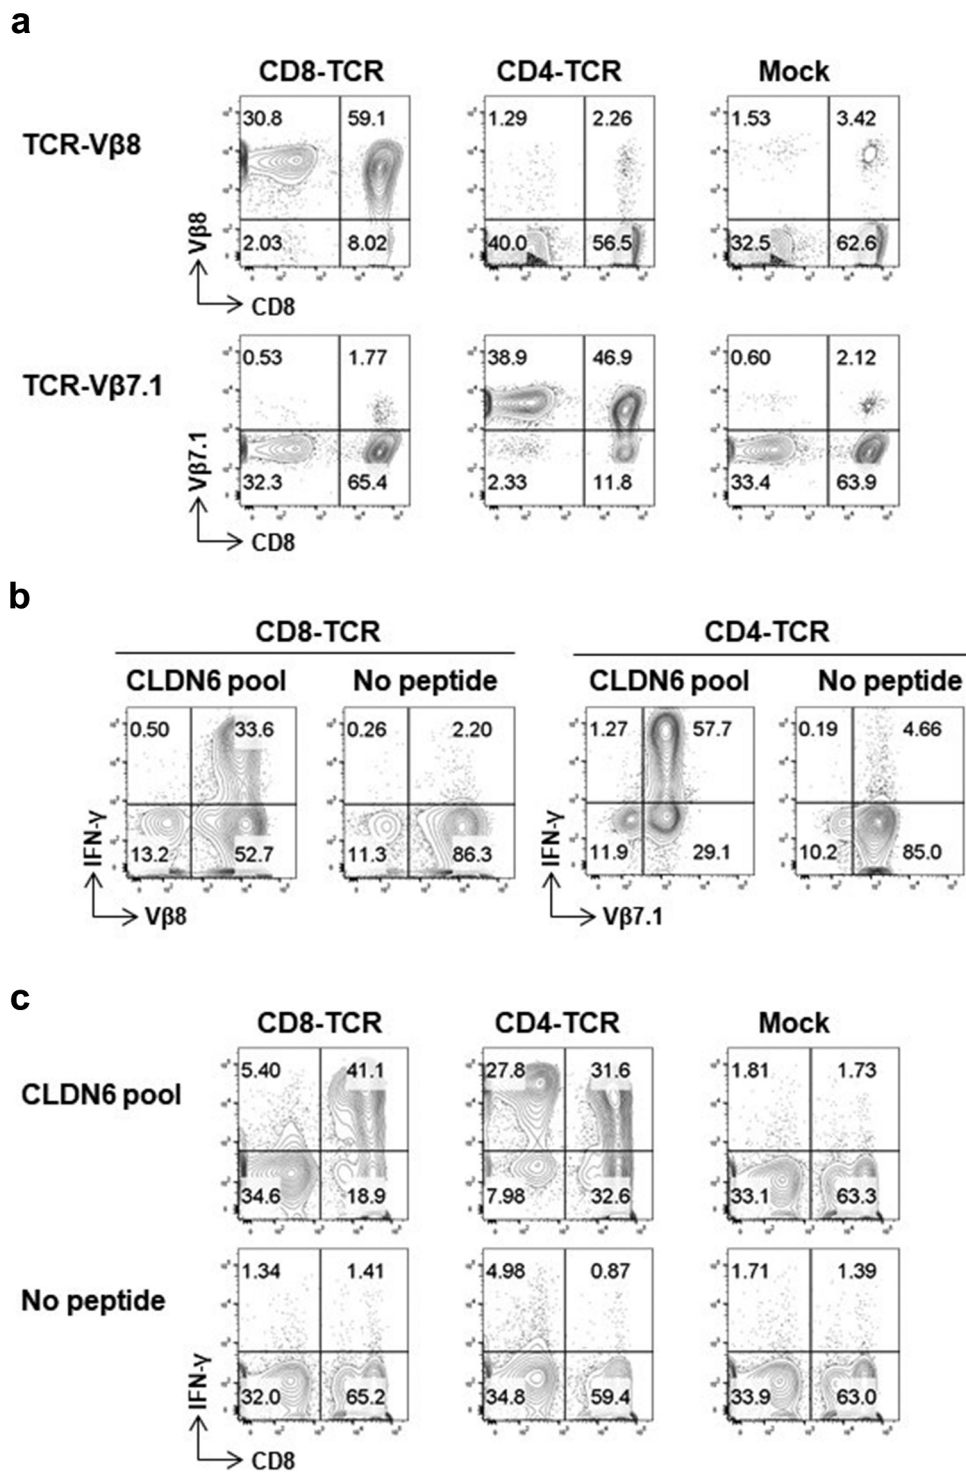 a
CD8-TCR CD4-TCR Mock
TCR-Vβ8
30.8 59.1 1.29 2.26 1.53 3.42
2.03 8.02 40.0 56.5 32.5 62.6
Vβ8
CD8
TCR-Vβ7.1
0.53 1.77 38.9 46.9 0.60 2.12
32.3 65.4 2.33 11.8 33.4 63.9
Vβ7.1
CD8
b
CD8-TCR CD4-TCR
CLDN6 pool No peptide CLDN6 pool No peptide
0.50 33.6 0.26 2.20 1.27 57.7 0.19 4.66
13.2 52.7 11.3 86.3 11.9 29.1 10.2 85.0
IFN-γ IFN-γ
Vβ8 Vβ7.1
c
CD8-TCR CD4-TCR Mock
CLDN6 pool
5.40 41.1 27.8 31.6 1.81 1.73
34.6 18.9 7.98 32.6 33.1 63.3
No peptide
1.34 1.41 4.98 0.87 1.71 1.39
32.0 65.2 34.8 59.4 33.9 63.0
IFN-γ
CD8